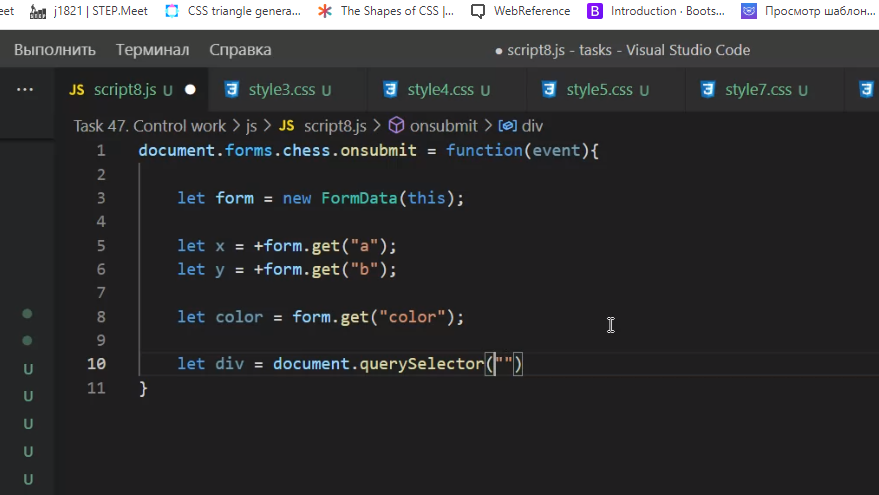 eet j1821 | STEP.Meet CSS triangle genera... The Shapes of CSS |... WebReference B Introduction · Boots... Просмотр шаблон...
Выполнить Терминал Справка ● script8.js - tasks - Visual Studio Code
... JS script8.js U ● style3.css U style4.css U style5.css U style7.css U
Task 47. Control work > js > JS script8.js > onsubmit > div
1 document.forms.chess.onsubmit = function(event){
2
3 let form = new FormData(this);
4
5 let x = +form.get("a");
6 let y = +form.get("b");
7
8 let color = form.get("color");
9
10 let div = document.querySelector("")
11 }
U
U
U
U
U